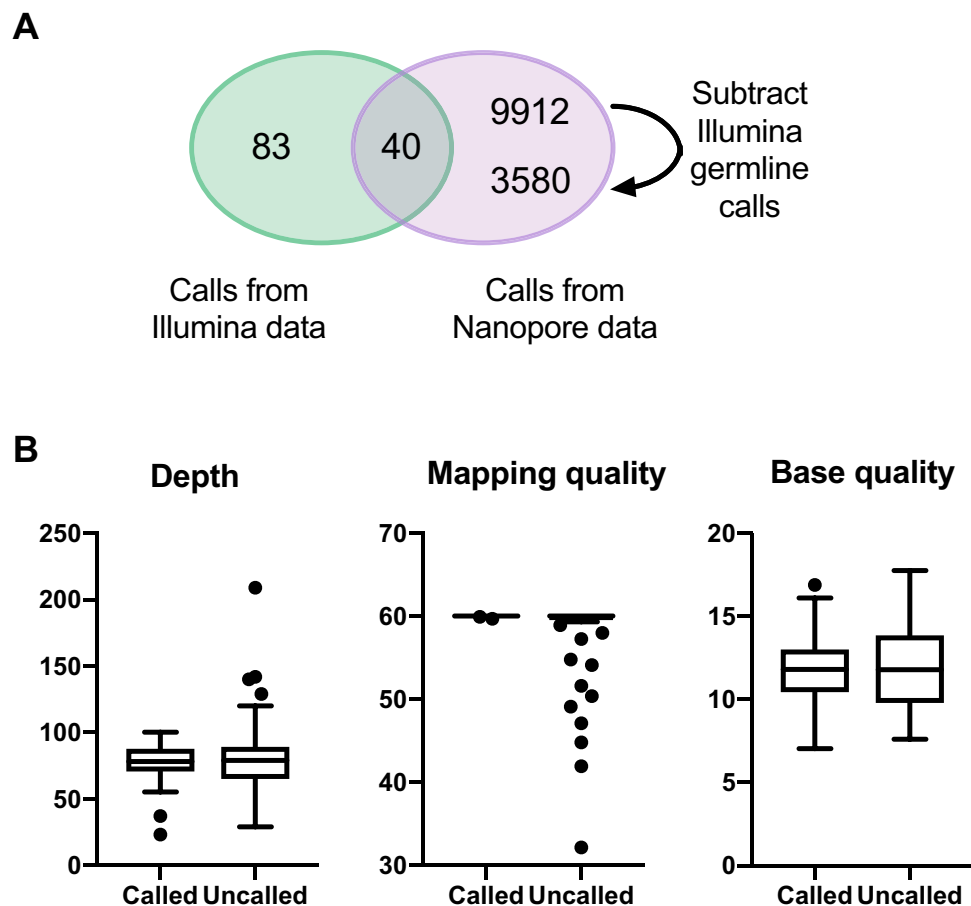 A
83
40
9912
3580
Subtract
Illumina
germline
calls
Calls from
Illumina data
Calls from
Nanopore data
B
Depth
250
200
150
100
50
0
Called Uncalled
Mapping quality
70
60
50
40
30
Called Uncalled
Base quality
20
15
10
5
0
Called Uncalled